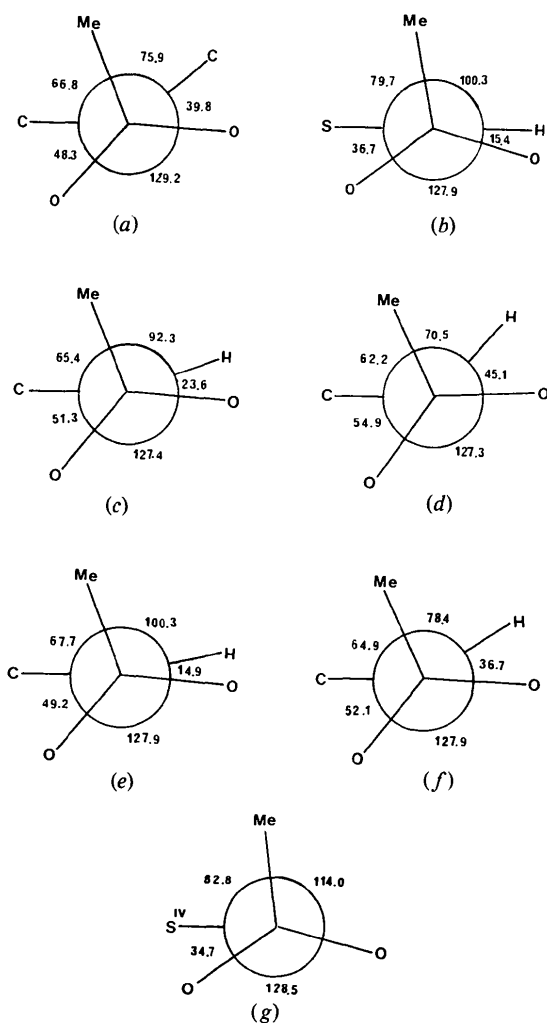 Me
75.9
C
66.8
39.8
C
O
48.3
129.2
O
(a)
Me
79.7
100.3
S
H
15.4
36.7
O
O
127.9
(b)
Me
92.3
H
65.4
23.6
C
O
51.3
127.4
O
(c)
Me
70.5
H
62.2
45.1
C
O
54.9
127.3
O
(d)
Me
100.3
67.7
H
14.9
C
O
49.2
127.9
O
(e)
Me
78.4
H
64.9
36.7
C
O
52.1
127.9
O
(f)
Me
82.8
114.0
S IV
O
34.7
O
128.5
(g)